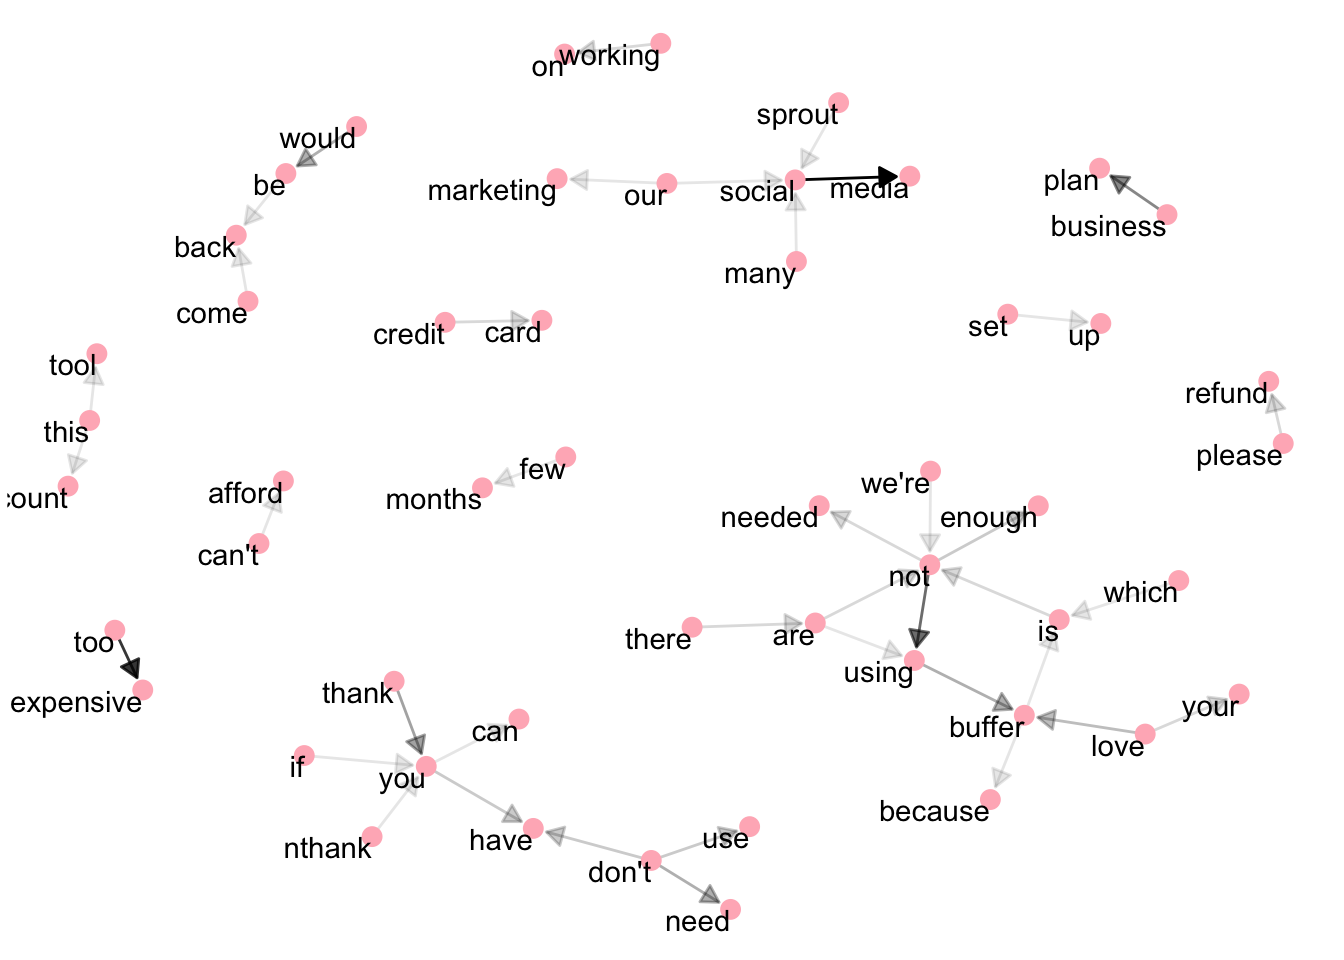 on
working
sprout
would
be
marketing
our
social
media
plan
business
back
many
come
credit
card
set
up
tool
this
refund
please
count
afford
few
months
can't
we're
needed
enough
not
which
too
there
are
is
using
expensive
thank
can
your
buffer
love
if
you
because
nthank
have
use
don't
need